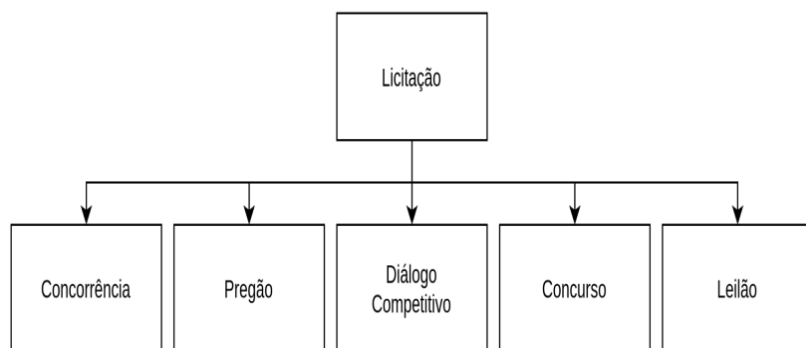 Licitação
Concorrência
Pregão
Diálogo
Competitivo
Concurso
Leilão